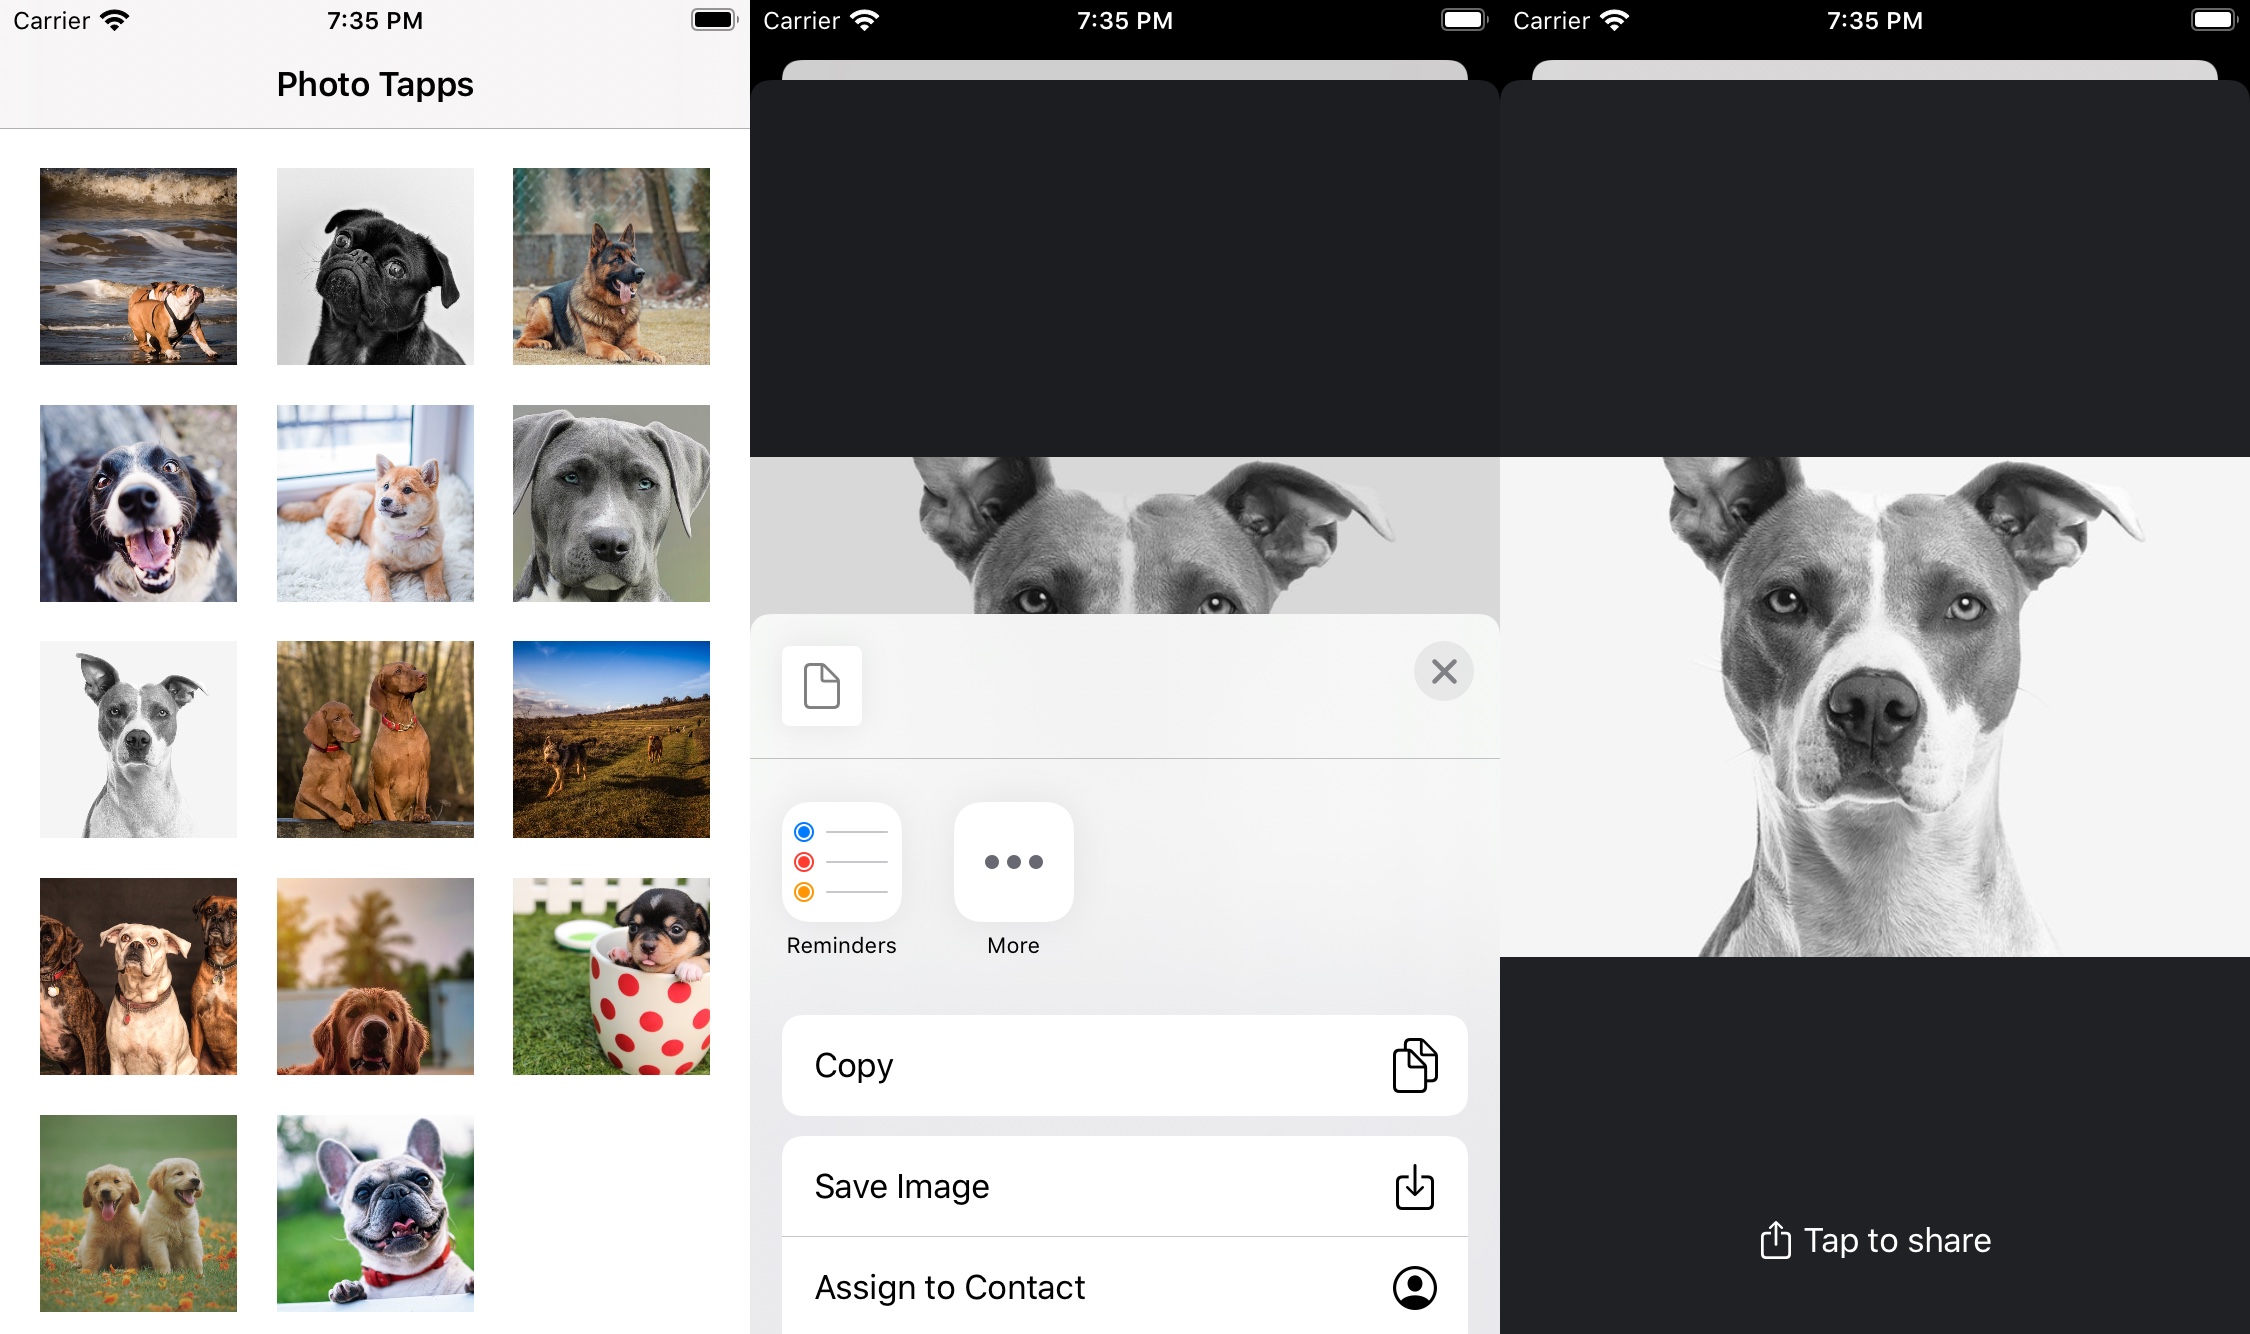 Carrier 7:35 PM
Photo Tapps
Carrier 7:35 PM
Reminders
More
Copy
Save Image
Assign to Contact
Carrier 7:35 PM
Tap to share